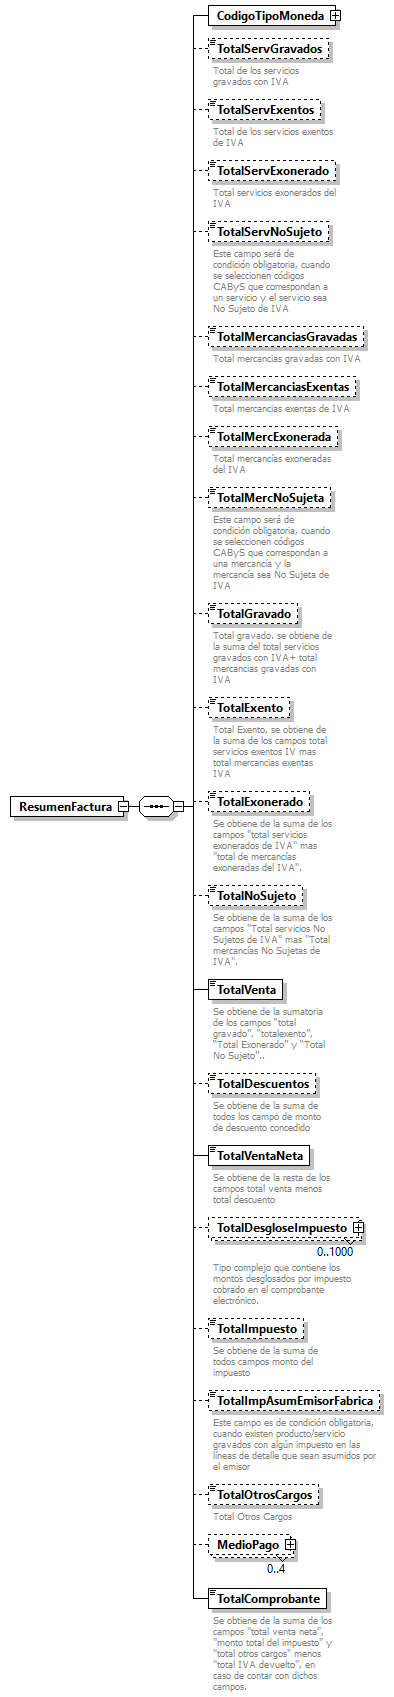 CodigoTipoMoneda
TotalServGravados
Total de los servicios
gravados con IVA
TotalServExentos
Total de los servicios exentos
de IVA
TotalServExonerado
Total servicios exonerados del
IVA
TotalServNoSujeto
Este campo será de
condición obligatoria, cuando
se seleccionen códigos
CAByS que correspondan a
un servicio y el servicio sea
No Sujeto de IVA
TotalMercanciasGravadas
Total mercancias gravadas con IVA
TotalMercanciasExentas
Total mercancias exentas de IVA
TotalMercExonerada
Total mercancías exoneradas
del IVA
TotalMercNoSujeta
Este campo será de
condición obligatoria, cuando
se seleccionen códigos
CAByS que correspondan a
una mercancía y la
mercancía sea No Sujeta de
IVA
TotalGravado
Total gravado. se obtiene de
la suma del total servicios
gravados con IVA+ total
mercancias gravadas con
IVA
TotalExento
Total Exento, se obtiene de
la suma de los campos total
servicios exentos IV mas
total mercancias exentas
IVA
ResumenFactura
TotalExonerado
Se obtiene de la suma de los
campos "total servicios
exonerados de IVA" mas
"total de mercancías
exoneradas del IVA".
TotalNoSujeto
Se obtiene de la suma de los
campos "Total servicios No
Sujetos de IVA" mas "Total
mercancías No Sujetas de
IVA".
TotalVenta
Se obtiene de la sumatoria
de los campos “total
gravado”, “totalexento”,
“Total Exonerado” y “Total
No Sujeto”..
TotalDescuentos
Se obtiene de la suma de
todos los campo de monto
de descuento concedido
TotalVentaNeta
Se obtiene de la resta de los
campos total venta menos
total descuento
TotalDesgloseImpuesto
0..1000
Tipo complejo que contiene los
montos desglosados por impuesto
cobrado en el comprobante
electrónico.
TotalImpuesto
Se obtiene de la suma de
todos campos monto del
impuesto
TotalImpAsumEmisorFabrica
Este campo es de condición obligatoria,
cuando existen producto/servicio
gravados con algún impuesto en las
líneas de detalle que sean asumidos por
el emisor
TotalOtrosCargos
Total Otros Cargos
MedioPago
0..4
TotalComprobante
Se obtiene de la suma de los
campos "total venta neta",
"monto total del impuesto" y
"total otros cargos" menos
"total IVA devuelto", en
caso de contar con dichos
campos.